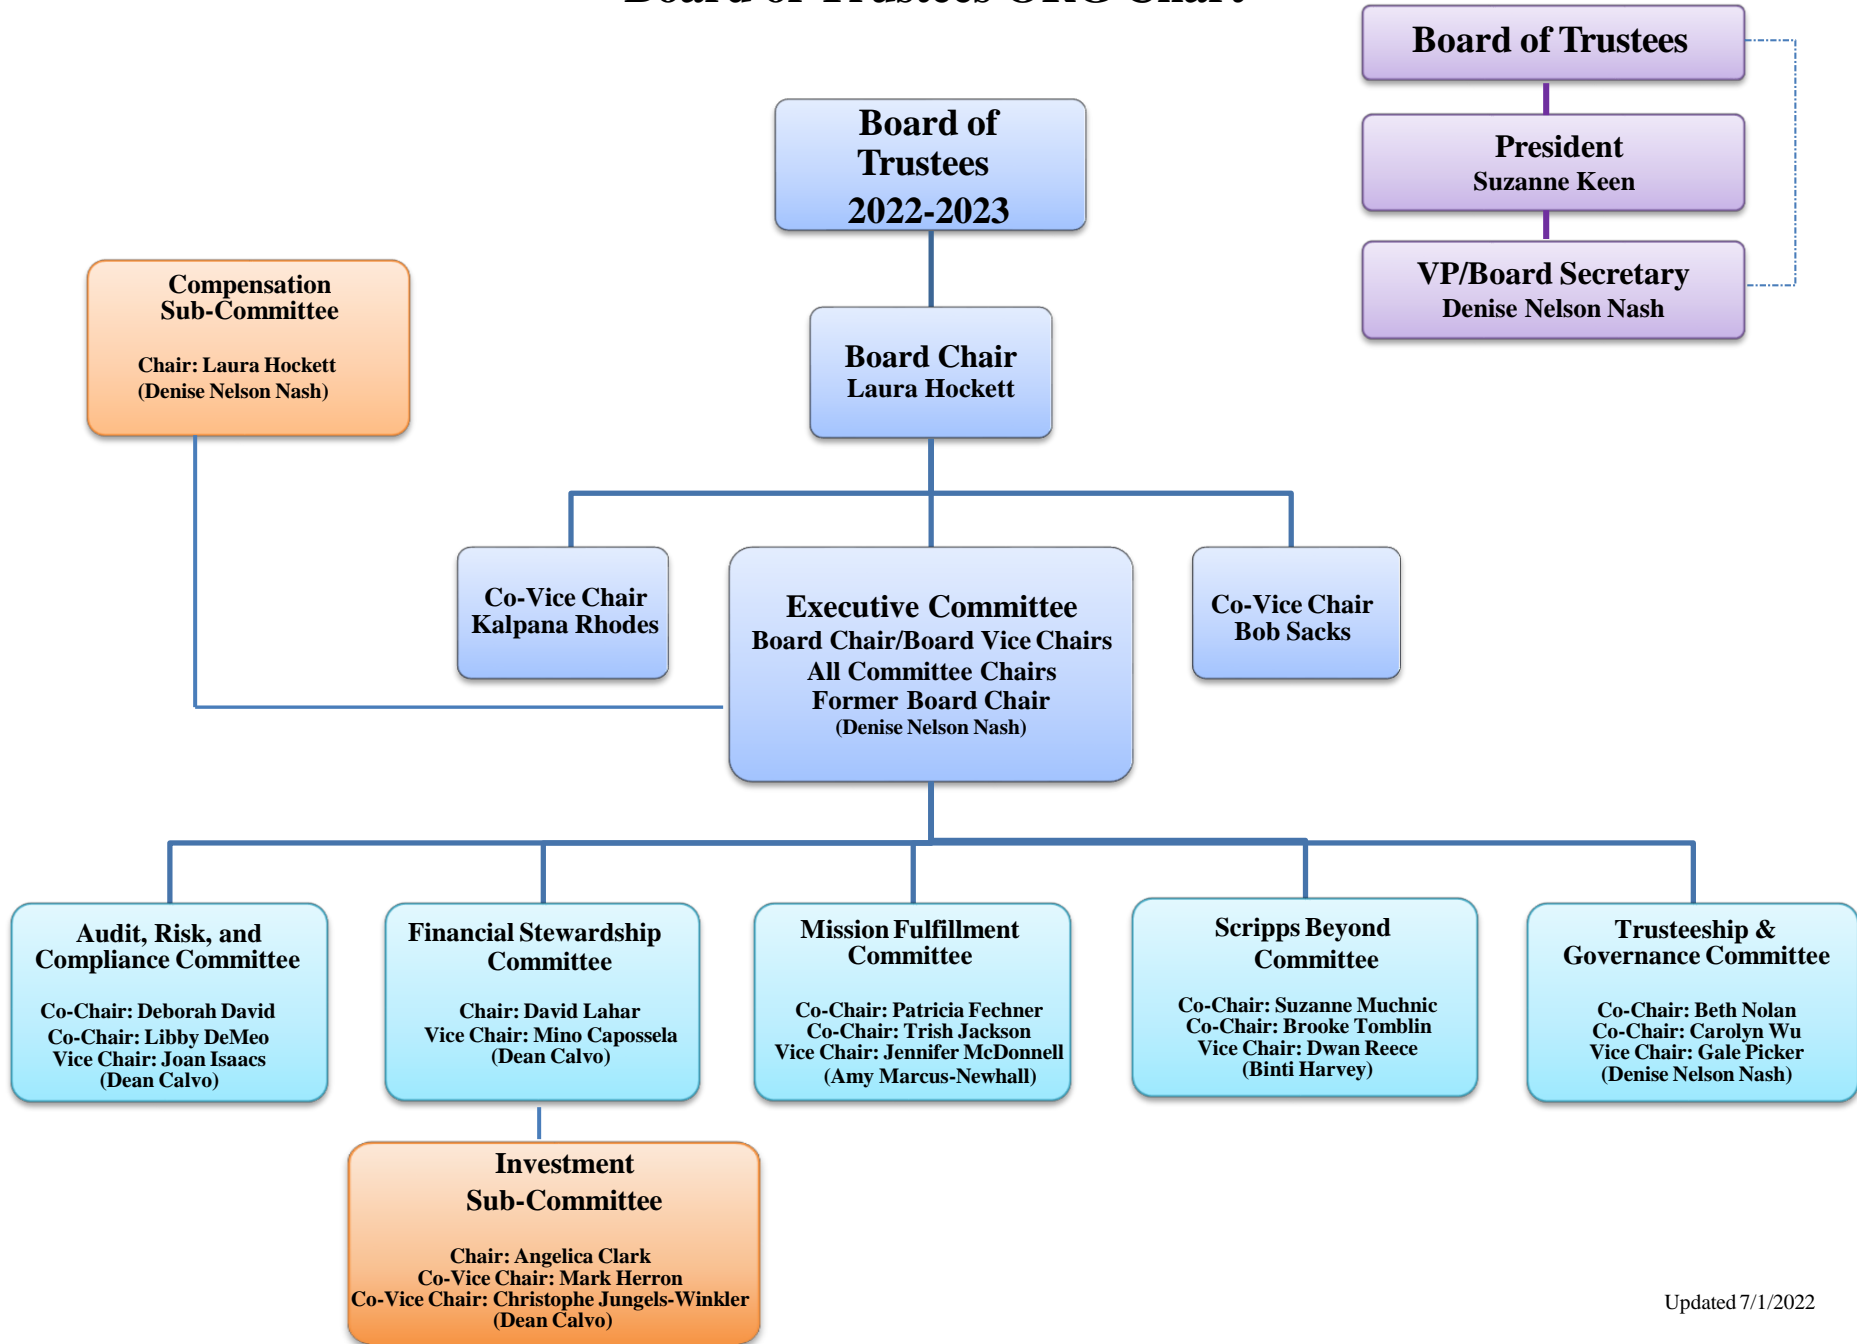 Board of Trustees ORG Chart
Board of Trustees
President
Suzanne Keen
VP/Board Secretary
Denise Nelson Nash
Board of
Trustees
2022-2023
Compensation
Sub-Committee
Chair: Laura Hockett
(Denise Nelson Nash)
Board Chair
Laura Hockett
Co-Vice Chair
Kalpana Rhodes
Executive Committee
Board Chair/Board Vice Chairs
All Committee Chairs
Former Board Chair
(Denise Nelson Nash)
Co-Vice Chair
Bob Sacks
Audit, Risk, and
Compliance Committee
Co-Chair: Deborah David
Co-Chair: Libby DeMeo
Vice Chair: Joan Isaacs
(Dean Calvo)
Financial Stewardship
Committee
Chair: David Lahar
Vice Chair: Mino Capossela
(Dean Calvo)
Mission Fulfillment
Committee
Co-Chair: Patricia Fechner
Co-Chair: Trish Jackson
Vice Chair: Jennifer McDonnell
(Amy Marcus-Newhall)
Scripps Beyond
Committee
Co-Chair: Suzanne Muchnic
Co-Chair: Brooke Tomblin
Vice Chair: Dwan Reece
(Binti Harvey)
Trusteeship &
Governance Committee
Co-Chair: Beth Nolan
Co-Chair: Carolyn Wu
Vice Chair: Gale Picker
(Denise Nelson Nash)
Investment
Sub-Committee
Chair: Angelica Clark
Co-Vice Chair: Mark Herron
Co-Vice Chair: Christophe Jungels-Winkler
(Dean Calvo)
Updated 7/1/2022